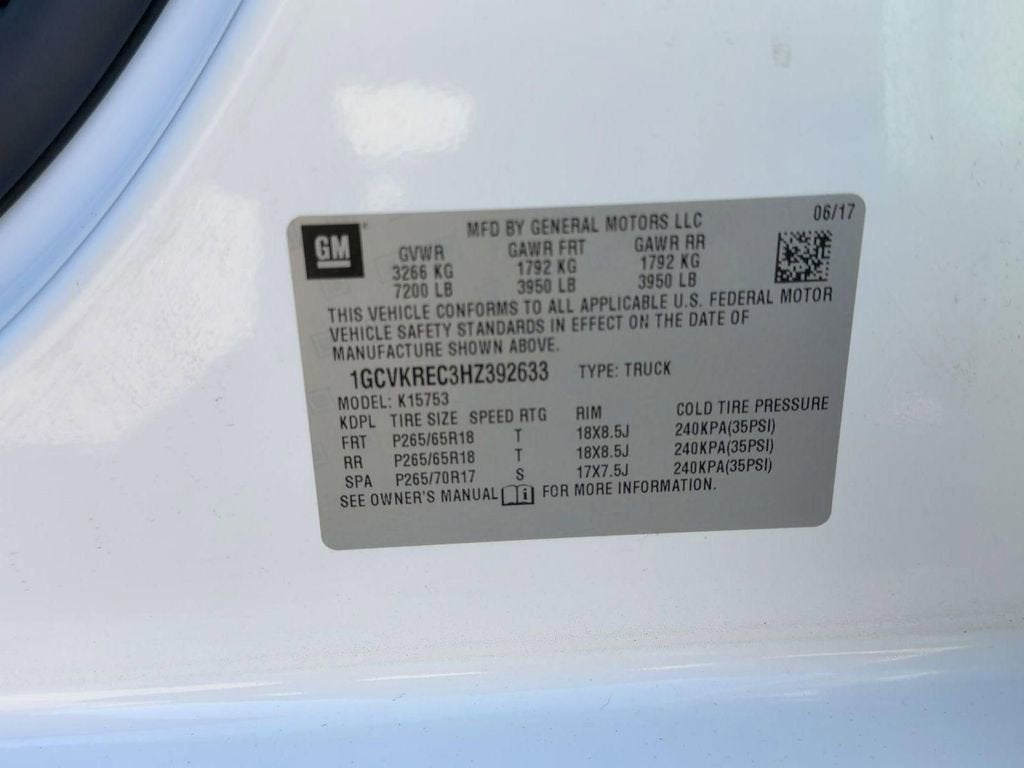 GM
MFD BY GENERAL MOTORS LLC 06/17
GVWR GAWR FRT GAWR RR
3266 KG 1792 KG 1792 KG
7200 LB 3950 LB 3950 LB
THIS VEHICLE CONFORMS TO ALL APPLICABLE U.S. FEDERAL MOTOR
VEHICLE SAFETY STANDARDS IN EFFECT ON THE DATE OF
MANUFACTURE SHOWN ABOVE.
1GCVKREC3HZ392633 TYPE: TRUCK
MODEL: K15753
KDPL TIRE SIZE SPEED RTG RIM COLD TIRE PRESSURE
FRT P265/65R18 T 18X8.5J 240KPA(35PSI)
RR P265/65R18 T 18X8.5J 240KPA(35PSI)
SPA P265/70R17 S 17X7.5J 240KPA(35PSI)
SEE OWNER'S MANUAL i FOR MORE INFORMATION.